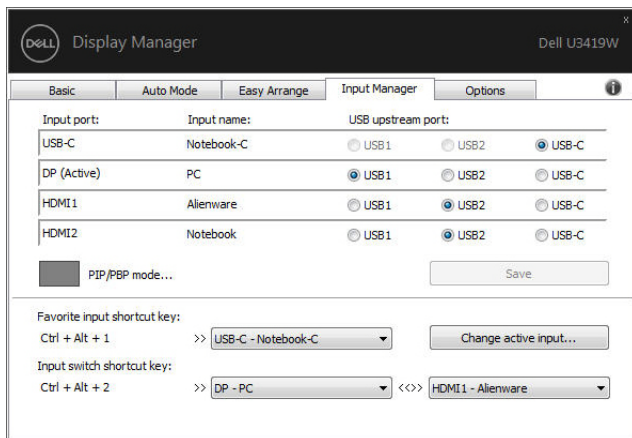 x
DELL Display Manager Dell U3419W
Basic Auto Mode Easy Arrange Input Manager Options i
Input port: Input name: USB upstream port:
USB-C Notebook-C USB1 USB2 USB-C
DP (Active) PC USB1 USB2 USB-C
HDMI1 Alienware USB1 USB2 USB-C
HDMI2 Notebook USB1 USB2 USB-C
PIP/PBP mode... Save
Favorite input shortcut key:
Ctrl + Alt + 1 >> USB-C - Notebook-C Change active input...
Input switch shortcut key:
Ctrl + Alt + 2 >> DP - PC <<>> HDMI1 - Alienware